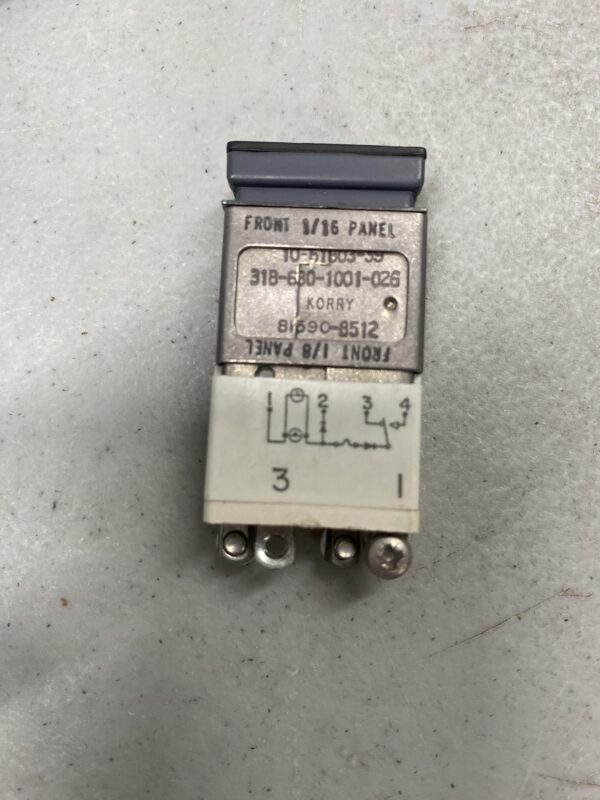 FRONT 1/16 PANEL
318-630-1001-026
KORRY
81590-8512
FRONT 1/8 PANEL
1 2 3 4
3 1